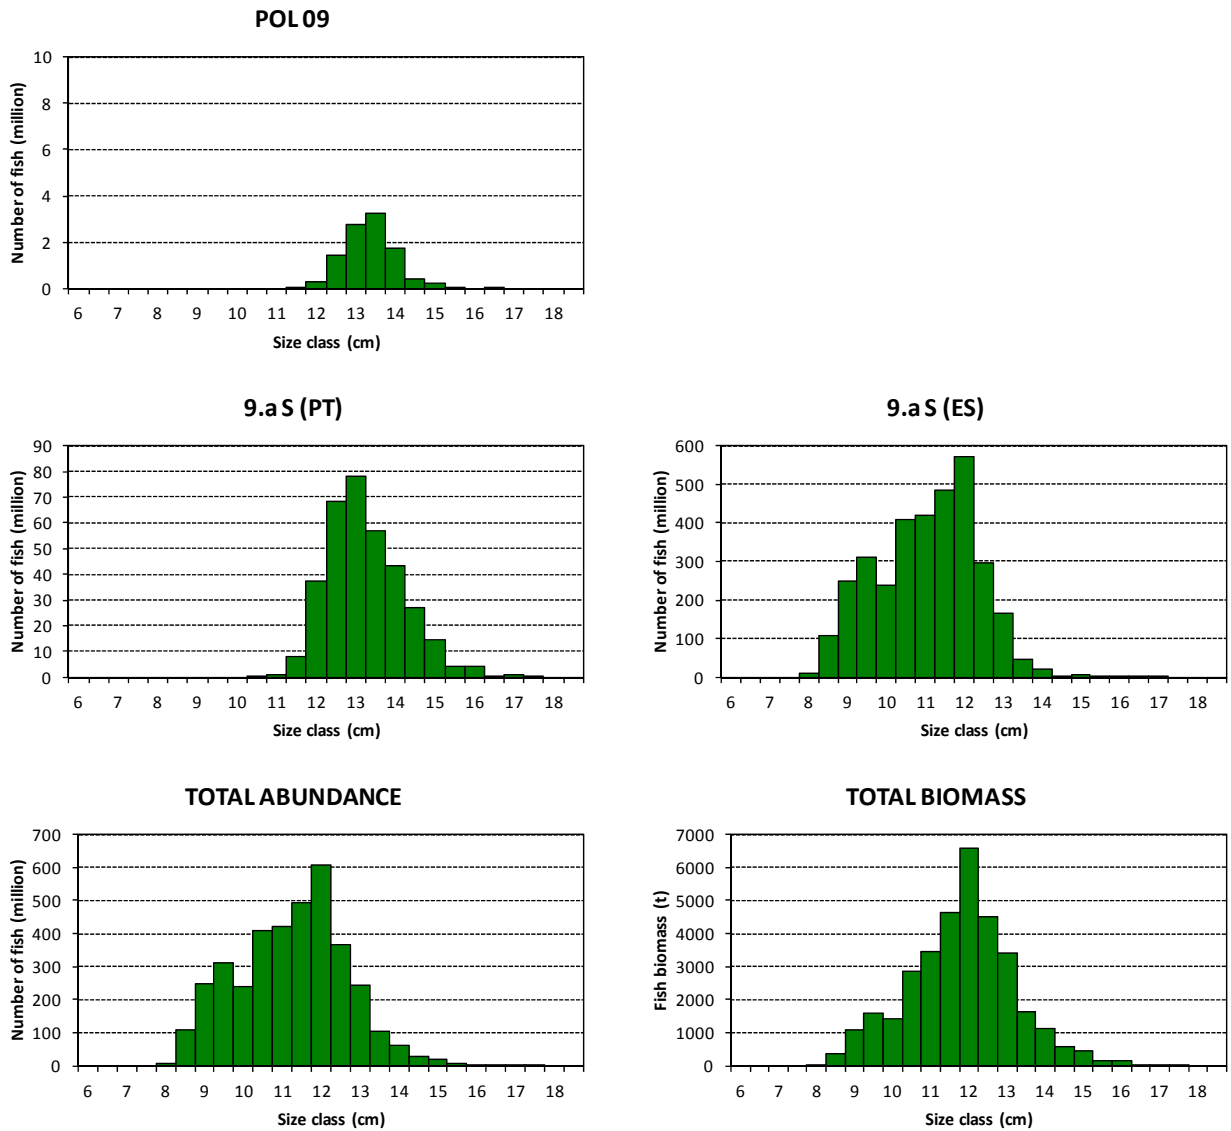 POL 09
Number of fish (million)
10
8
6
4
2
0
6 7 8 9 10 11 12 13 14 15 16 17 18
Size class (cm)
9.a S (PT)
Number of fish (million)
90
80
70
60
50
40
30
20
10
0
6 7 8 9 10 11 12 13 14 15 16 17 18
Size class (cm)
9.a S (ES)
Number of fish (million)
600
500
400
300
200
100
0
6 7 8 9 10 11 12 13 14 15 16 17 18
Size class (cm)
TOTAL ABUNDANCE
Number of fish (million)
700
600
500
400
300
200
100
0
6 7 8 9 10 11 12 13 14 15 16 17 18
Size class (cm)
TOTAL BIOMASS
Fish biomass (t)
7000
6000
5000
4000
3000
2000
1000
0
6 7 8 9 10 11 12 13 14 15 16 17 18
Size class (cm)